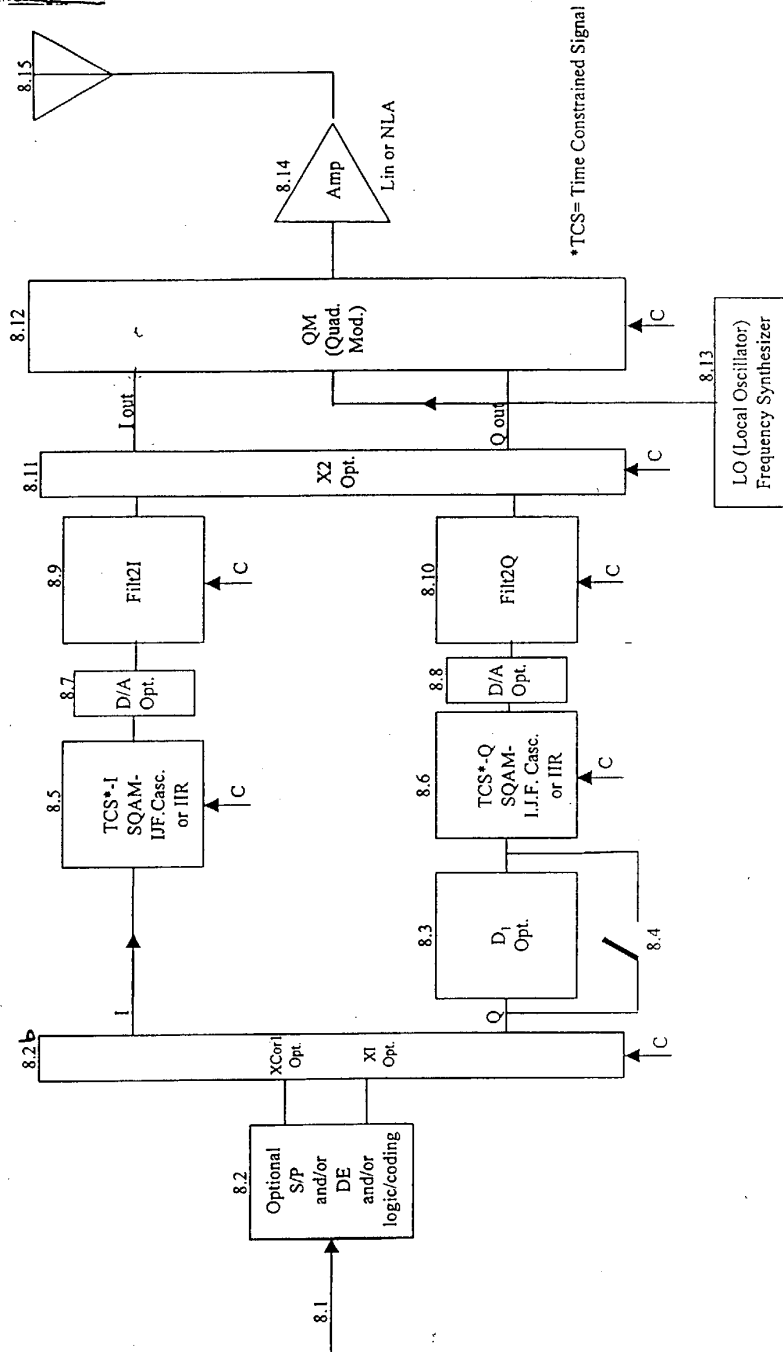 8.1
8.2
Optional
S/P
and/or
DE
and/or
logic/coding
8.2b
XCor1
Opt.
X1
Opt.
C
I
Q
8.3
D1
Opt.
8.4
8.5
TCS*-I
SQAM-
IJF.Casc.
or IIR
C
8.6
TCS*-Q
SQAM-
I.J.F. Casc.
or IIR
C
8.7
D/A
Opt.
8.8
D/A
Opt.
8.9
Filt2I
C
8.10
Filt2Q
C
8.11
X2
Opt.
C
I out
Q out
8.12
QM
(Quad.
Mod.)
C
8.13
LO (Local Oscillator)
Frequency Synthesizer
8.14
Amp
Lin or NLA
8.15
*TCS= Time Constrained Signal